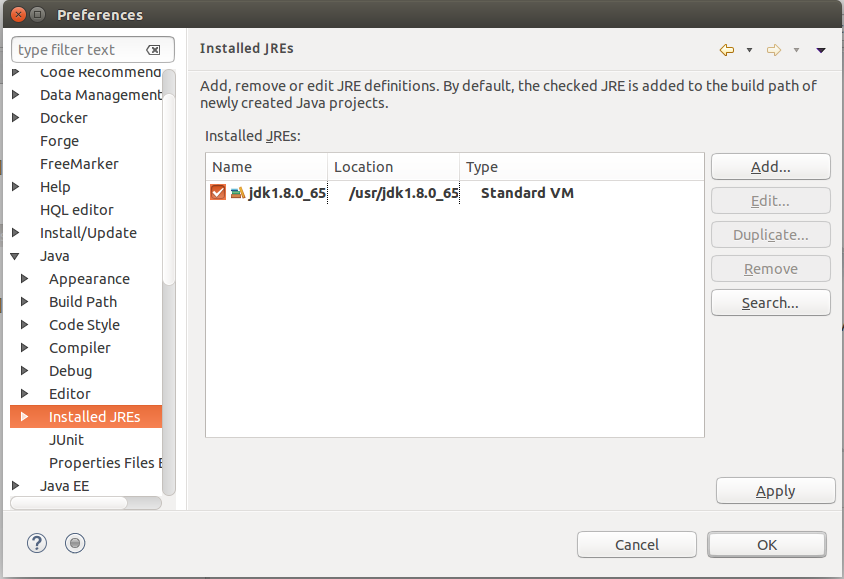 Preferences
type filter text
Code Recommend
Data Management
Docker
Forge
FreeMarker
Help
HQL editor
Install/Update
Java
Appearance
Build Path
Code Style
Compiler
Debug
Editor
Installed JREs
JUnit
Properties Files E
Java EE
Installed JREs
Add, remove or edit JRE definitions. By default, the checked JRE is added to the build path of
newly created Java projects.
Installed JREs:
Name Location Type
jdk1.8.0_65 /usr/jdk1.8.0_65 Standard VM
Add...
Edit...
Duplicate...
Remove
Search...
Apply
? Cancel OK